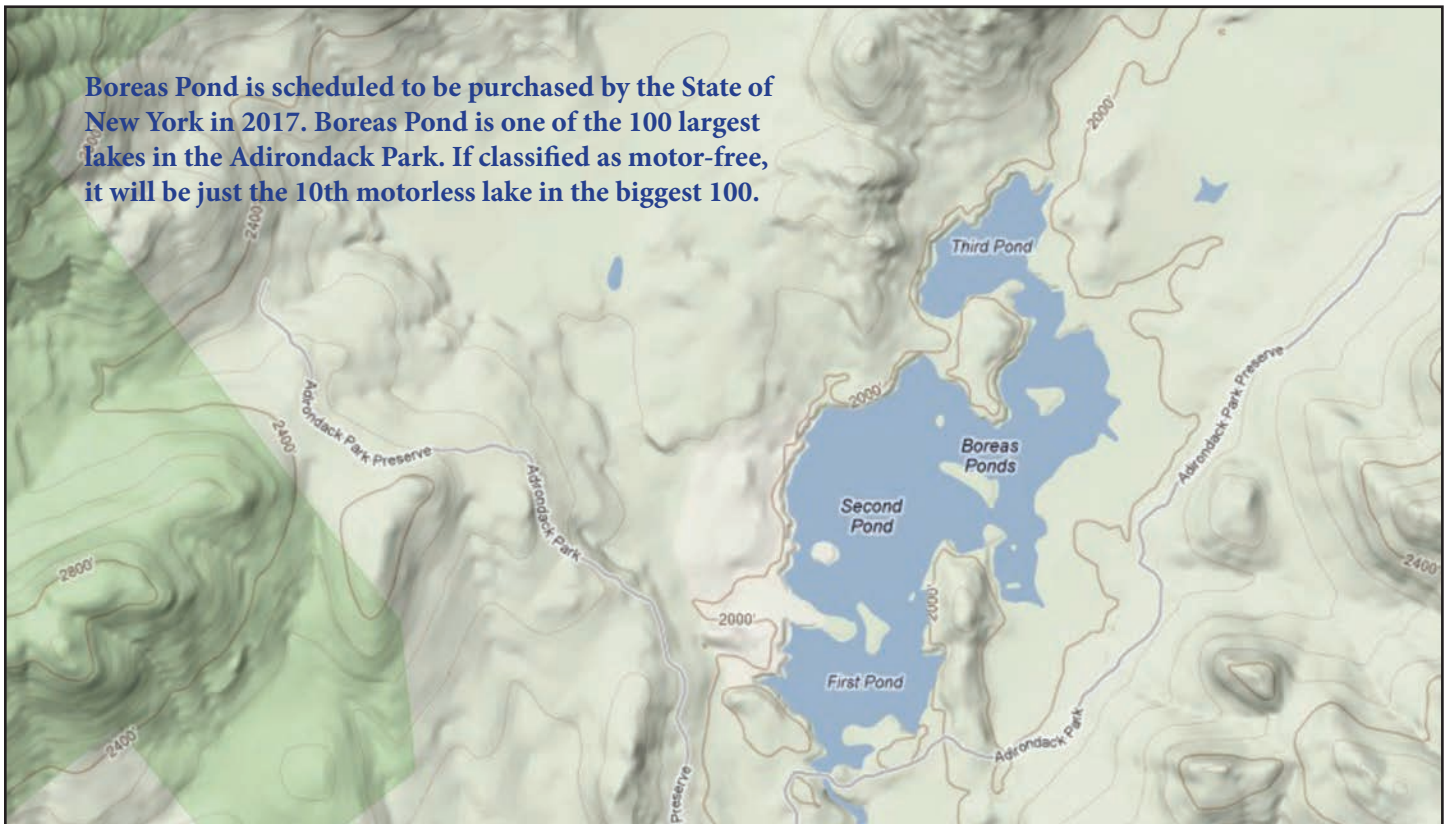 Boreas Pond is scheduled to be purchased by the State of
New York in 2017. Boreas Pond is one of the 100 largest
lakes in the Adirondack Park. If classified as motor-free,
it will be just the 10th motorless lake in the biggest 100.
2000'
2400'
Third Pond
2000'
Adirondack Park Preserve
2400'
Adirondack Park Preserve
Boreas
Ponds
Adirondack Park
Second
Pond
2400'
2800'
2000'
2000'
First Pond
2400'
Adirondack Park
Preserve